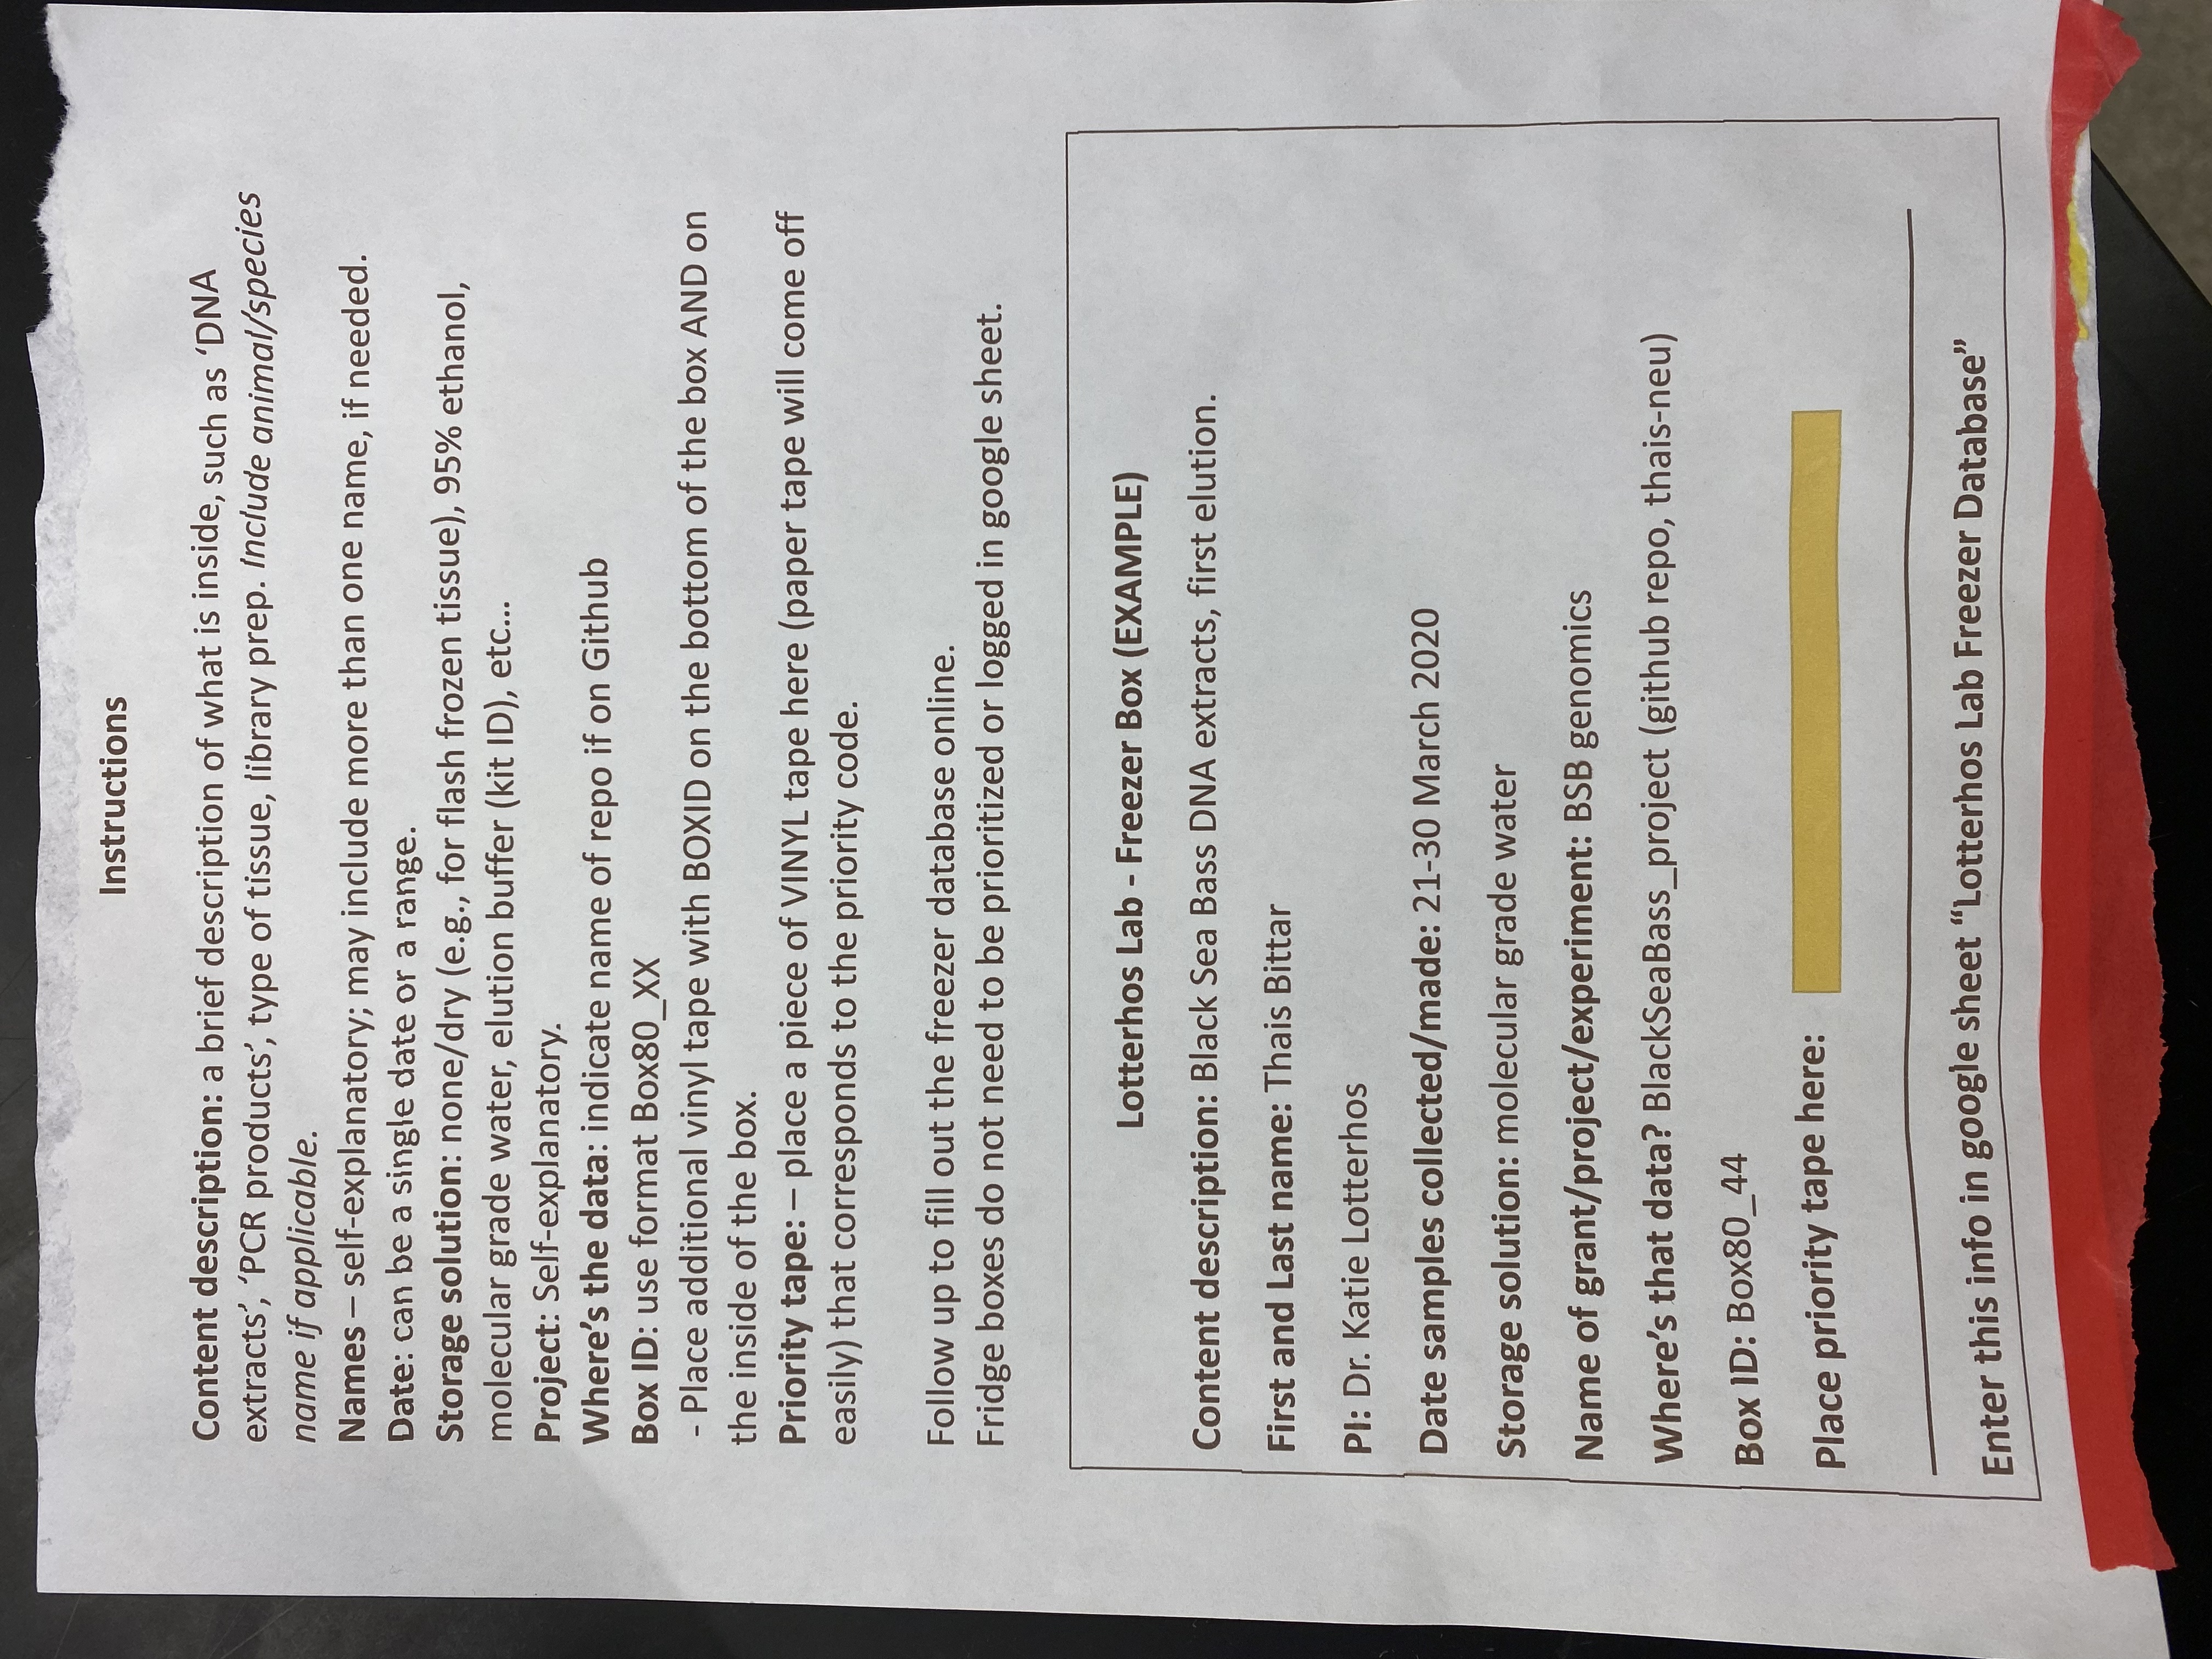 Instructions
Content description: a brief description of what is inside, such as ‘DNA
extracts’, ‘PCR products’, type of tissue, library prep. Include animal/species
name if applicable.
Names – self-explanatory; may include more than one name, if needed.
Date: can be a single date or a range.
Storage solution: none/dry (e.g., for flash frozen tissue), 95% ethanol,
molecular grade water, elution buffer (kit ID), etc...
Project: Self-explanatory.
Where’s the data: indicate name of repo if on Github
Box ID: use format Box80_XX
- Place additional vinyl tape with BOXID on the bottom of the box AND on
the inside of the box.
Priority tape: – place a piece of VINYL tape here (paper tape will come off
easily) that corresponds to the priority code.
Follow up to fill out the freezer database online.
Fridge boxes do not need to be prioritized or logged in google sheet.
Lotterhos Lab - Freezer Box (EXAMPLE)
Content description: Black Sea Bass DNA extracts, first elution.
First and Last name: Thais Bittar
PI: Dr. Katie Lotterhos
Date samples collected/made: 21-30 March 2020
Storage solution: molecular grade water
Name of grant/project/experiment: BSB genomics
Where’s that data? BlackSeaBass_project (github repo, thais-neu)
Box ID: Box80_44
Place priority tape here:
Enter this info in google sheet “Lotterhos Lab Freezer Database”